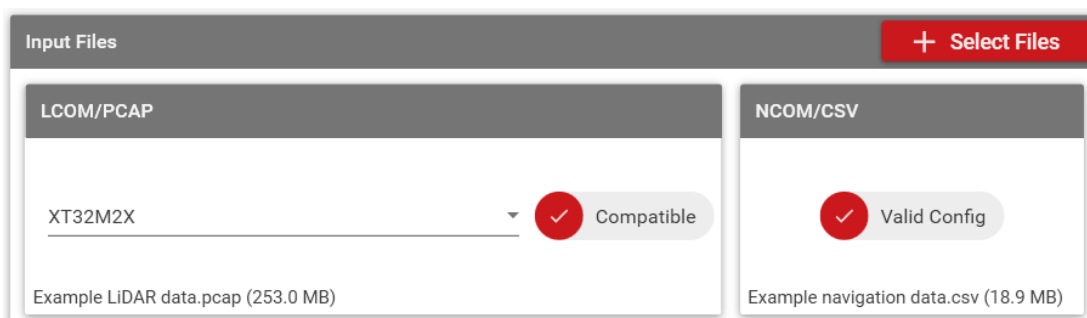 Input Files
+ Select Files
LCOM/PCAP
NCOM/CSV
XT32M2X
Compatible
Valid Config
Example LiDAR data.pcap (253.0 MB)
Example navigation data.csv (18.9 MB)